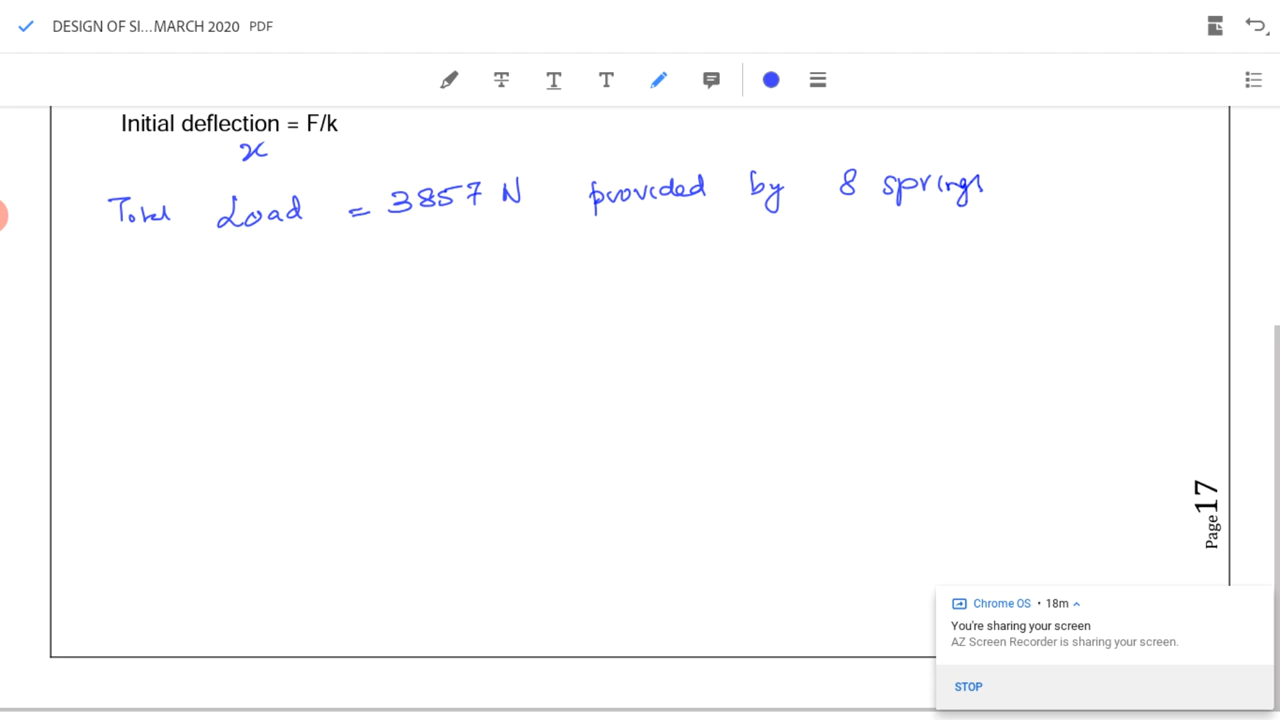 DESIGN OF SI...MARCH 2020 PDF
T T T
Initial deflection = F/k
x
Total Load = 3857 N provided by 8 springs
Page 17
Chrome OS • 18m
You're sharing your screen
AZ Screen Recorder is sharing your screen.
STOP